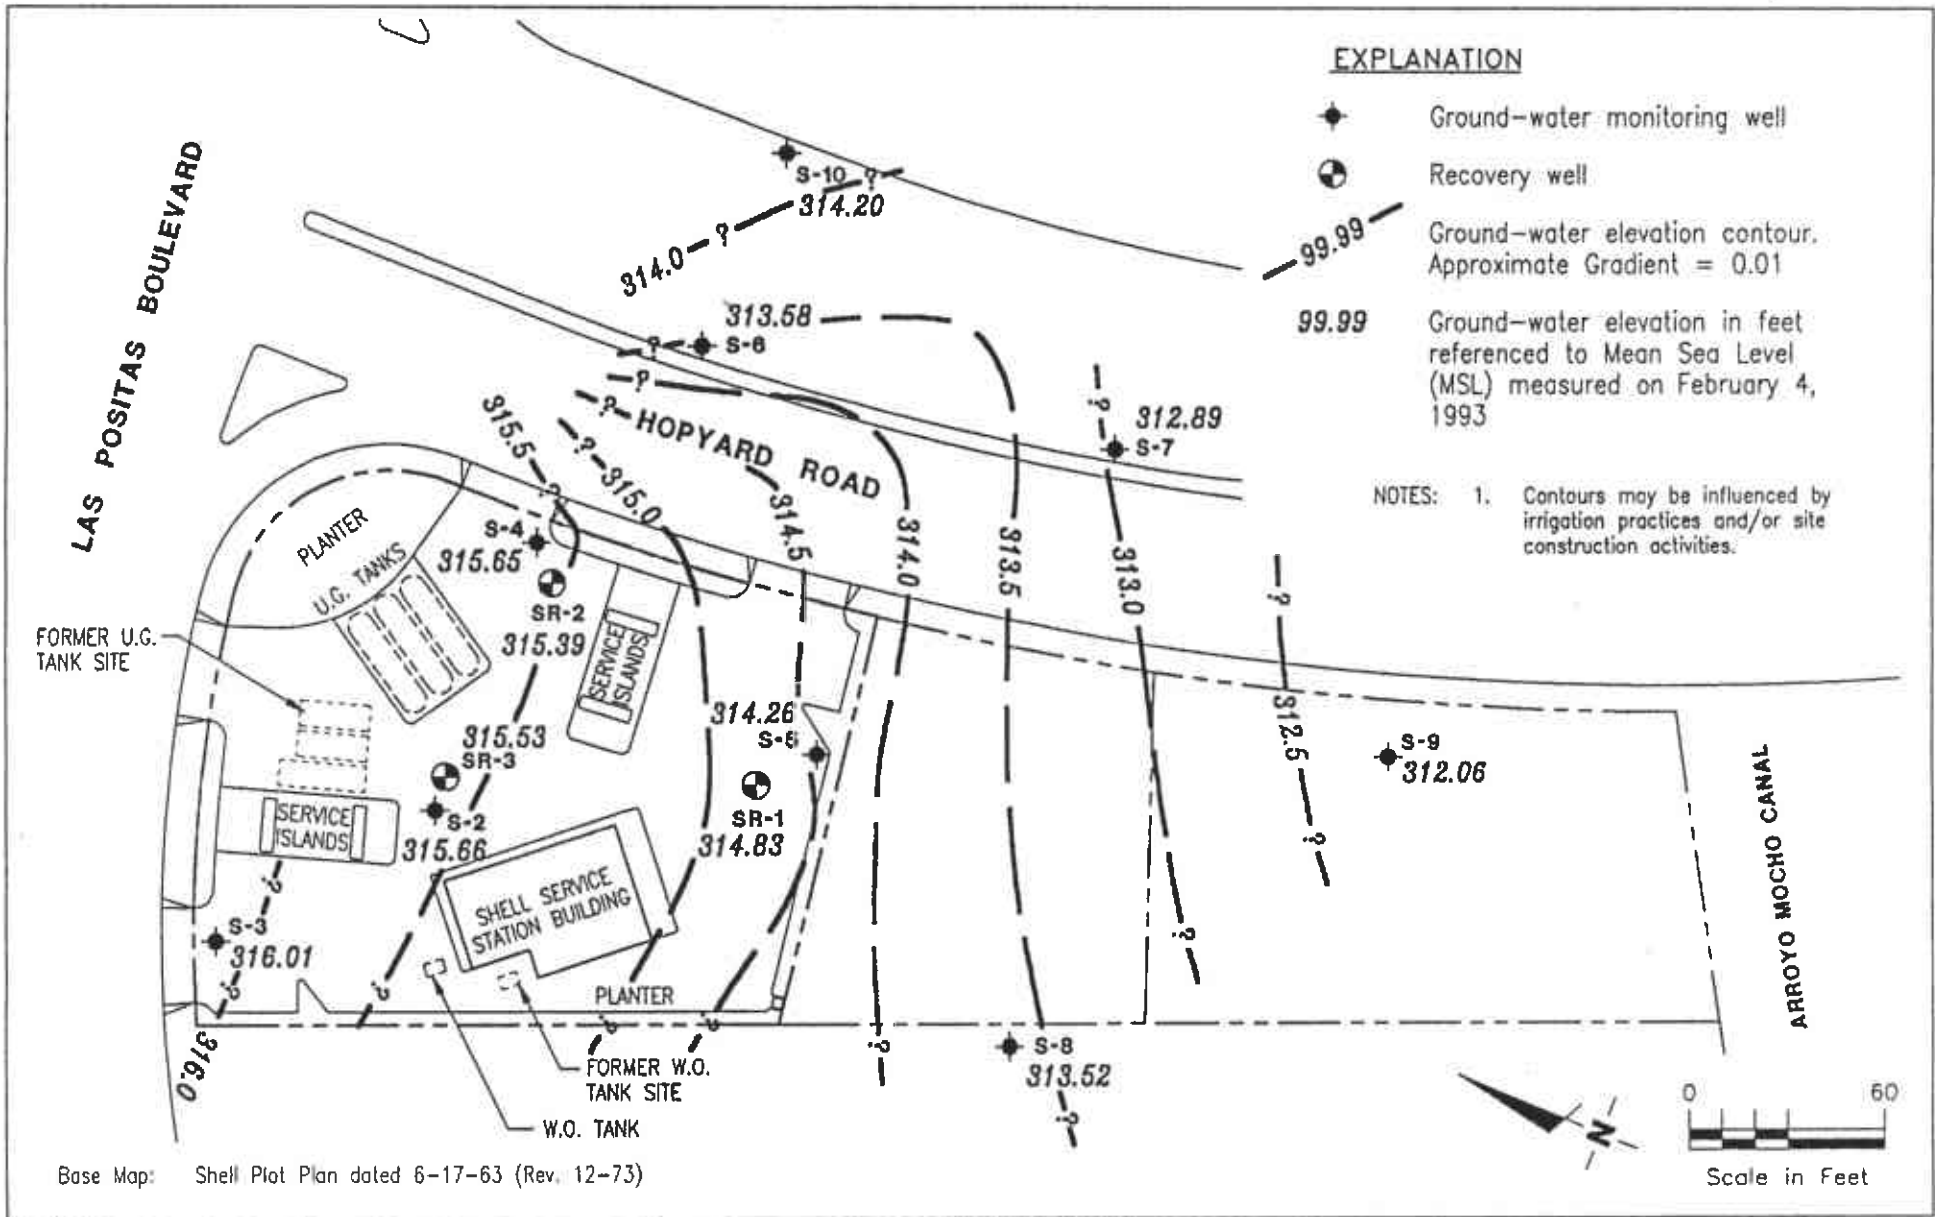 EXPLANATION
Ground-water monitoring well
Recovery well
99.99
Ground-water elevation contour.
Approximate Gradient = 0.01
99.99
Ground-water elevation in feet
referenced to Mean Sea Level
(MSL) measured on February 4,
1993
NOTES: 1. Contours may be influenced by
irrigation practices and/or site
construction activities.
LAS POSITAS BOULEVARD
S-10
?
314.20
314.0
?
313.58
?
S-6
?
?
HOPYARD ROAD
315.5
?
?
315.0
314.5
314.0
313.5
?
312.89
S-7
313.0
?
312.5
?
PLANTER
U.G. TANKS
S-4
315.65
SR-2
315.39
FORMER U.G.
TANK SITE
SERVICE
ISLANDS
314.26
S-5
315.53
SR-3
S-2
315.66
SERVICE
ISLANDS
SR-1
314.83
S-9
312.06
ARROYO MOCHO CANAL
SHELL SERVICE
STATION BUILDING
?
S-3
316.01
?
?
?
316.0
PLANTER
?
?
?
?
S-8
313.52
?
FORMER W.O.
TANK SITE
W.O. TANK
N
0 60
Scale in Feet
Base Map: Shell Plot Plan dated 6-17-63 (Rev. 12-73)